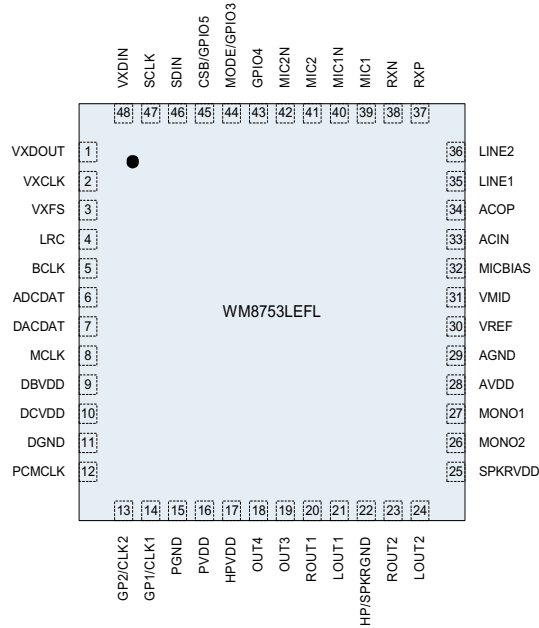 VXDIN
SCLK
SDIN
CSB/GPIO5
MODE/GPIO3
GPIO4
MIC2N
MIC2
MIC1N
MIC1
RXN
RXP
48 47 46 45 44 43 42 41 40 39 38 37
VXDOUT 1 36 LINE2
VXCLK 2 35 LINE1
VXFS 3 34 ACOP
LRC 4 33 ACIN
BCLK 5 32 MICBIAS
ADCDAT 6 31 VMID
WM8753LEFL
DACDAT 7 30 VREF
MCLK 8 29 AGND
DBVDD 9 28 AVDD
DCVDD 10 27 MONO1
DGND 11 26 MONO2
PCMCLK 12 25 SPKRVDD
13 14 15 16 17 18 19 20 21 22 23 24
GP2/CLK2
GP1/CLK1
PGND
PVDD
HPVDD
OUT4
OUT3
ROUT1
LOUT1
HP/SPKRGND
ROUT2
LOUT2